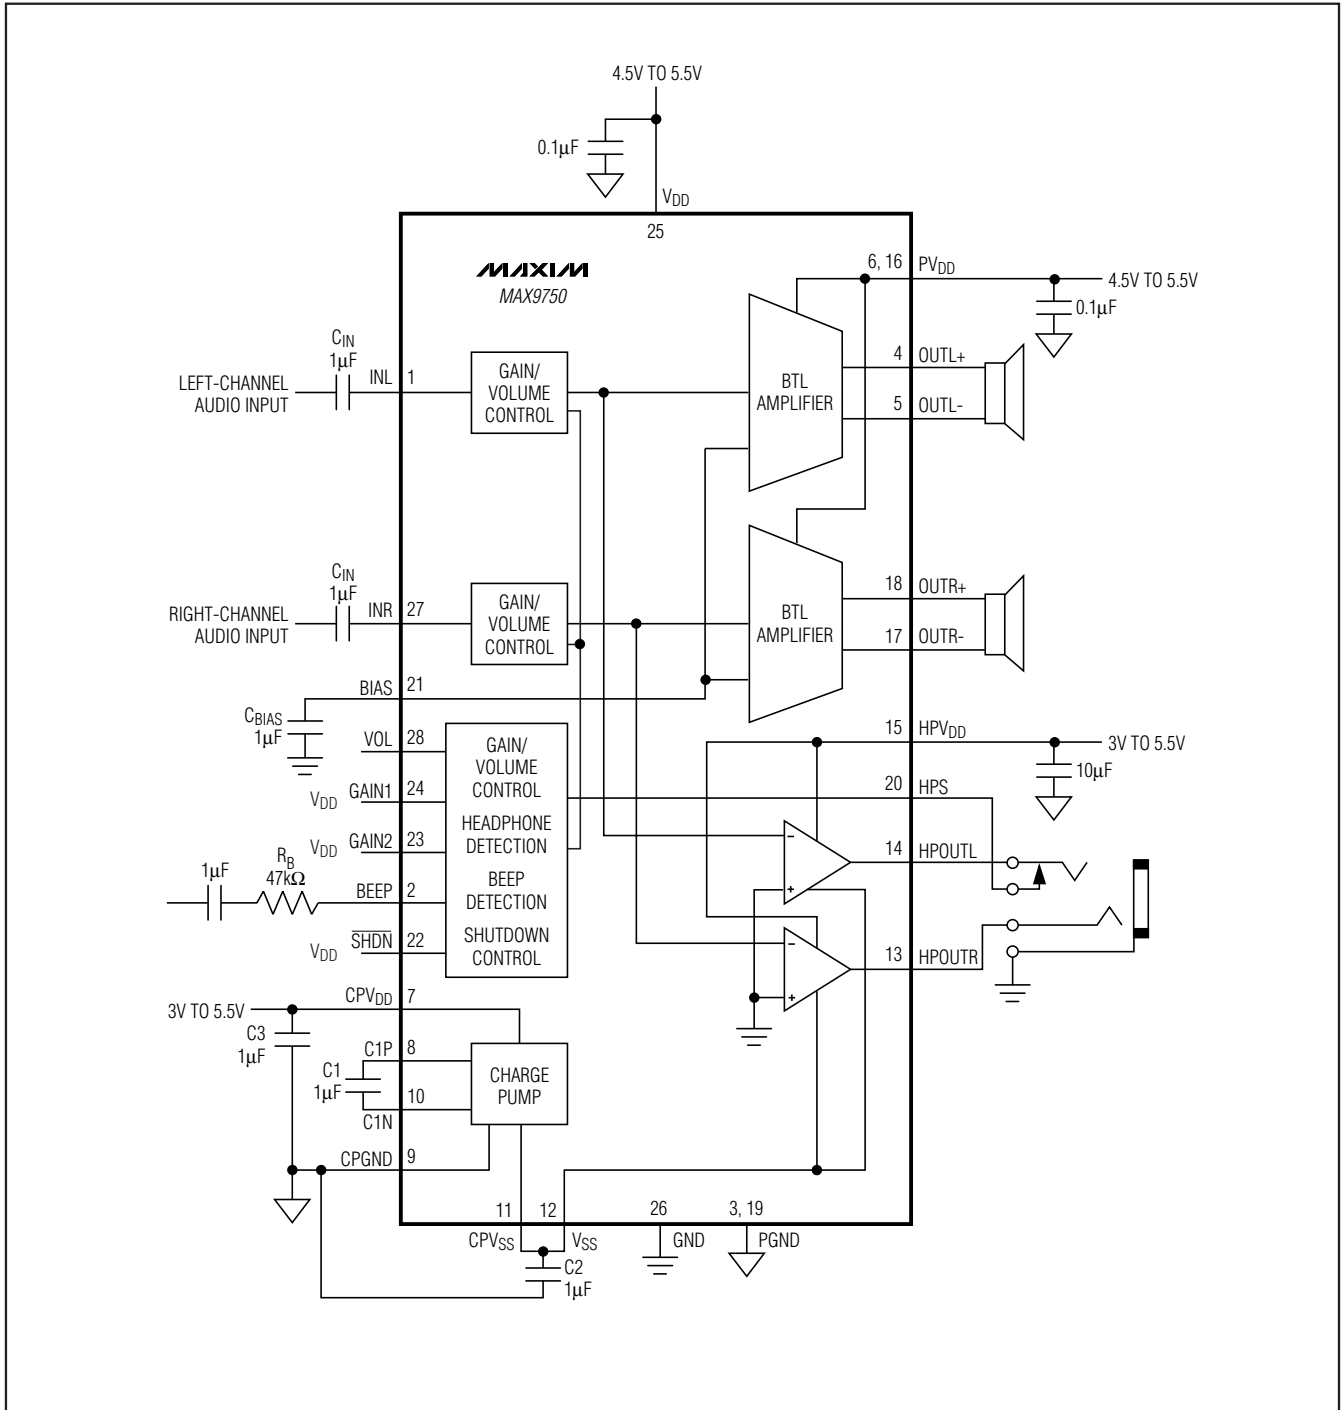 4.5V TO 5.5V
0.1μF
VDD
25
MAXIM
MAX9750
6, 16
PVDD
4.5V TO 5.5V
0.1μF
CIN
1μF
LEFT-CHANNEL
AUDIO INPUT
INL
1
GAIN/
VOLUME
CONTROL
BTL
AMPLIFIER
4
OUTL+
5
OUTL-
CIN
1μF
RIGHT-CHANNEL
AUDIO INPUT
INR
27
GAIN/
VOLUME
CONTROL
BTL
AMPLIFIER
18
OUTR+
17
OUTR-
BIAS
21
CBIAS
1μF
VOL
28
VDD
GAIN1
24
VDD
GAIN2
23
1μF
RB
47kΩ
BEEP
2
VDD
SHDN
22
GAIN/
VOLUME
CONTROL
HEADPHONE
DETECTION
BEEP
DETECTION
SHUTDOWN
CONTROL
15
HPVDD
3V TO 5.5V
10μF
20
HPS
−
+
14
HPOUTL
−
+
13
HPOUTR
3V TO 5.5V
CPVDD
7
C3
1μF
C1P
8
C1
1μF
10
C1N
CHARGE
PUMP
CPGND
9
11
12
26
3, 19
CPVSS
VSS
GND
PGND
C2
1μF